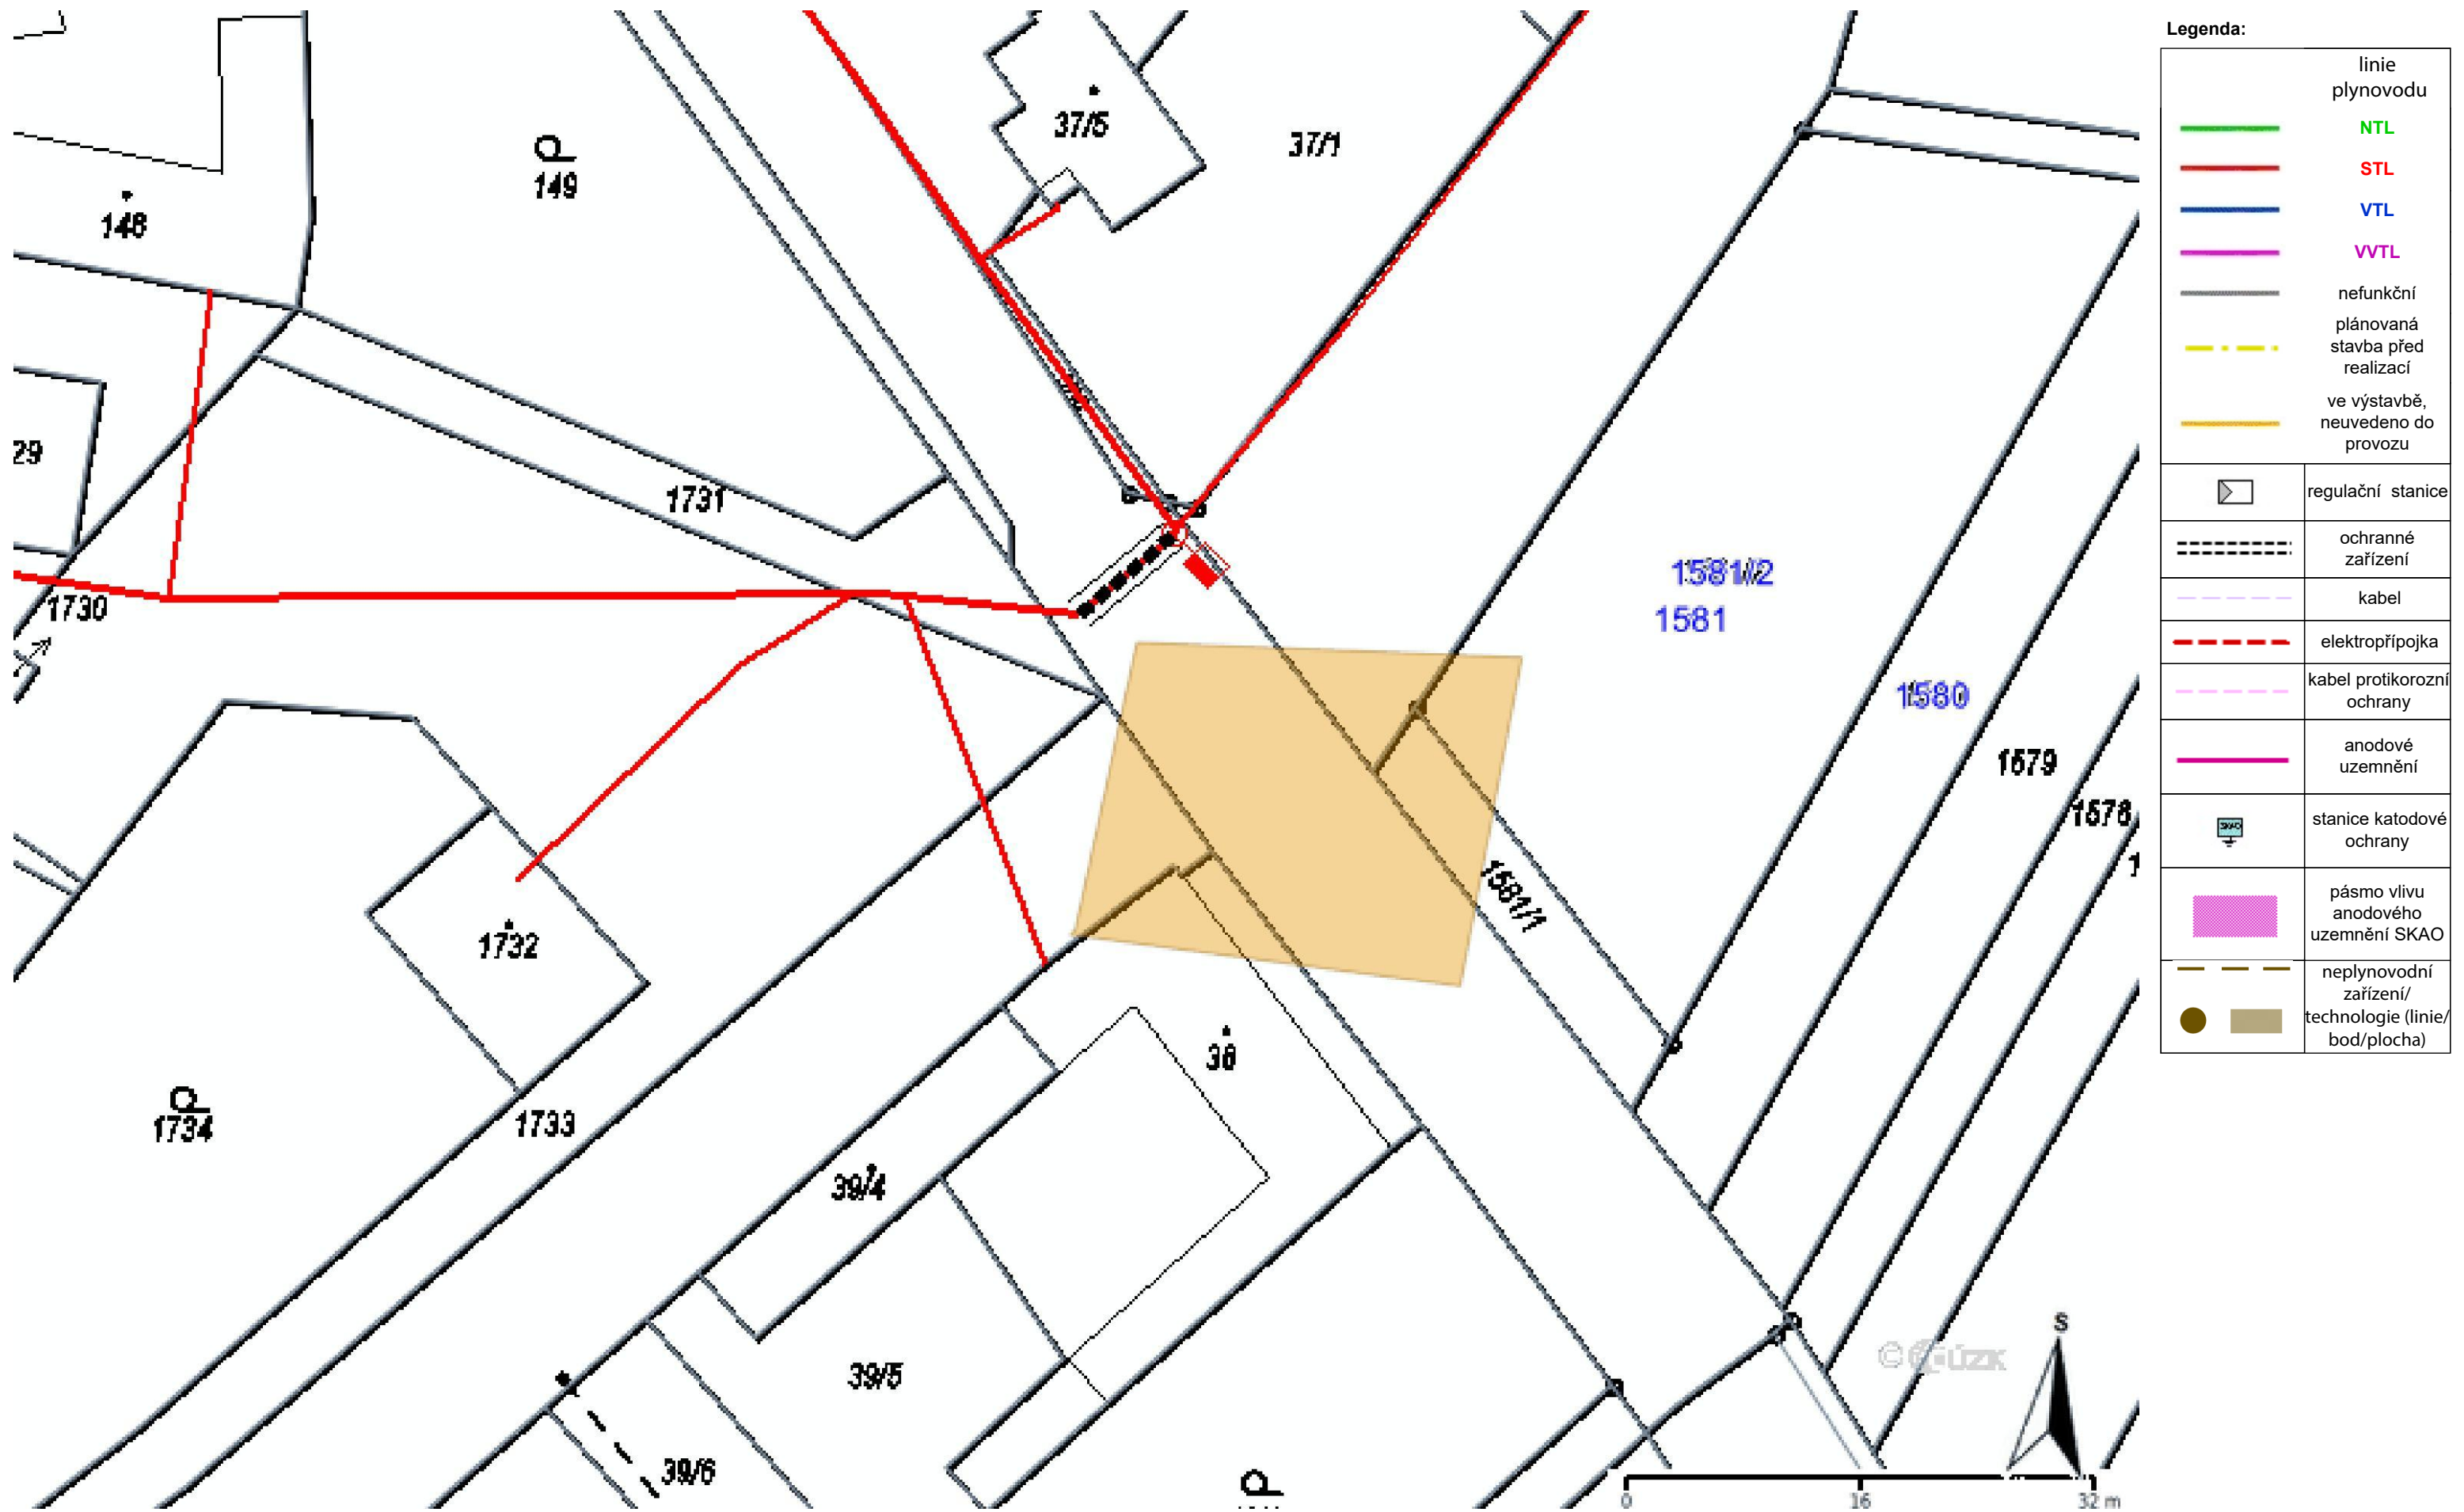 Legenda:
linie
plynovodu
NTL
STL
VTL
VVTL
nefunkční
plánovaná
stavba před
realizací
ve výstavbě,
neuvedeno do
provozu
regulační stanice
ochranné
zařízení
kabel
elektropřípojka
kabel protikorozní
ochrany
anodové
uzemnění
SKAO
stanice katodové
ochrany
pásmo vlivu
anodového
uzemnění SKAO
neplynovodní
zařízení/
technologie (linie/
bod/plocha)
37/5
37/1
149
148
29
1731
1730
1581/2
1581
1580
1579
1578
1
1581/1
1732
38
1734
1733
39/4
39/5
39/6
© ČÚZK
S
0
16
32 m